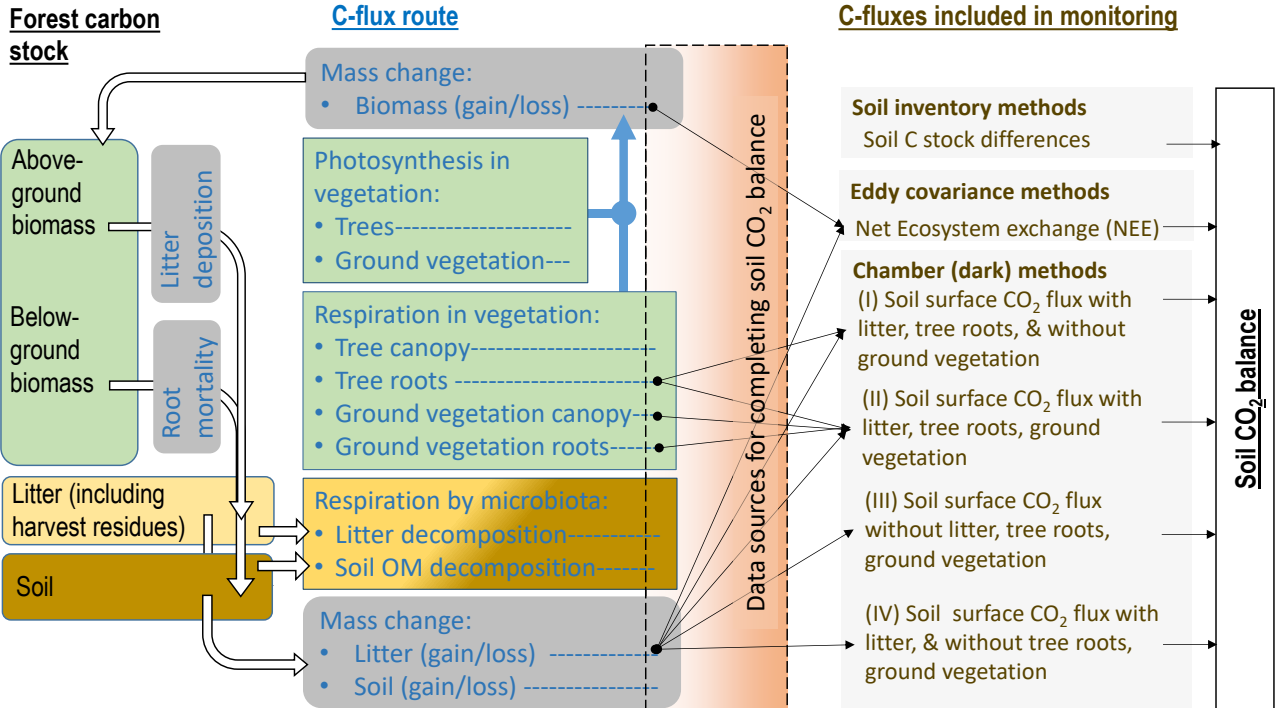 Forest carbon
stock
C-flux route
C-fluxes included in monitoring
Above-
ground
biomass
Below-
ground
biomass
Litter
deposition
Root
mortality
Litter (including
harvest residues)
Soil
Mass change:
• Biomass (gain/loss) --------
Photosynthesis in
vegetation:
• Trees---------------------
• Ground vegetation---
Respiration in vegetation:
• Tree canopy----------------------
• Tree roots ------------------------
• Ground vegetation canopy---
• Ground vegetation roots-----
Respiration by microbiota:
• Litter decomposition-----------
• Soil OM decomposition-------
Mass change:
• Litter (gain/loss) --------------
• Soil (gain/loss) ----------------
Data sources for completing soil CO₂ balance
Soil inventory methods
Soil C stock differences
Eddy covariance methods
Net Ecosystem exchange (NEE)
Chamber (dark) methods
(I) Soil surface CO₂ flux with
litter, tree roots, & without
ground vegetation
(II) Soil surface CO₂ flux with
litter, tree roots, ground
vegetation
(III) Soil surface CO₂ flux
without litter, tree roots,
ground vegetation
(IV) Soil surface CO₂ flux with
litter, & without tree roots,
ground vegetation
Soil CO₂ balance